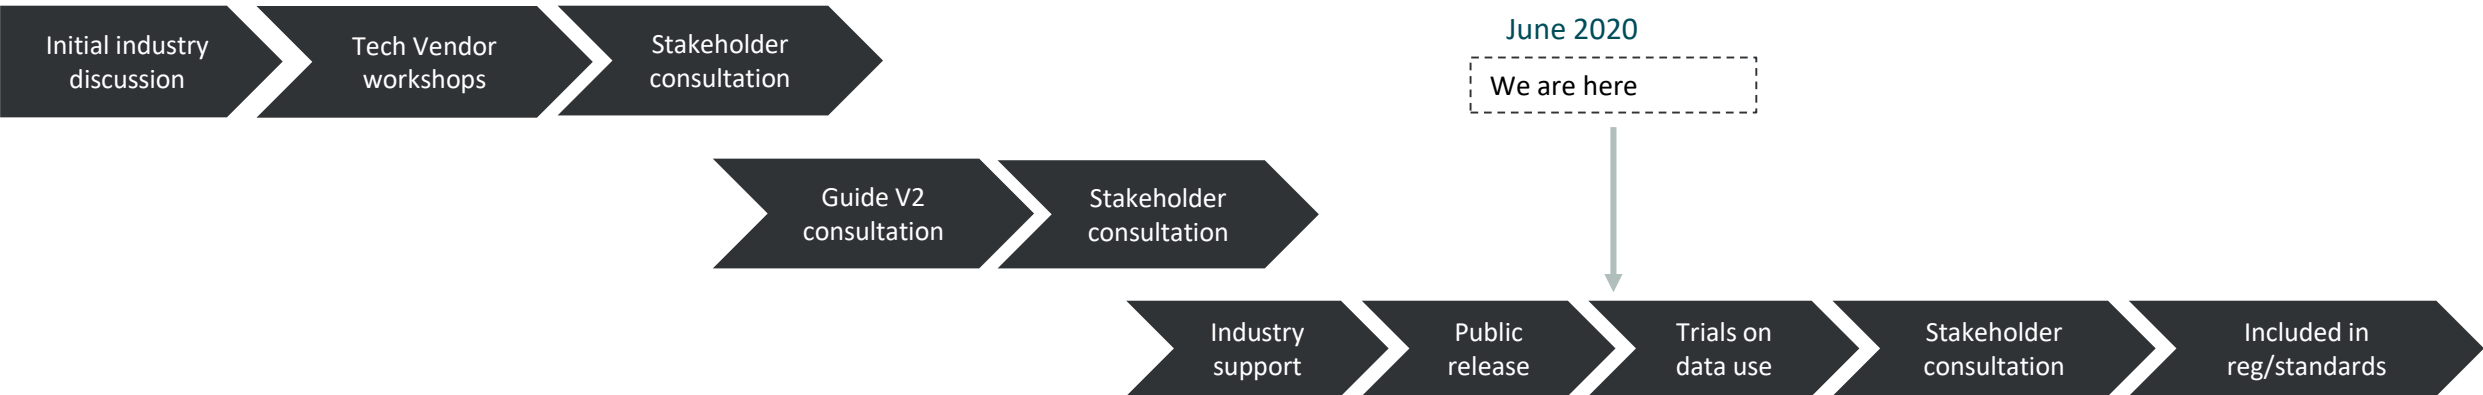 Initial industry
discussion
Tech Vendor
workshops
Stakeholder
consultation
June 2020
We are here
Guide V2
consultation
Stakeholder
consultation
Industry
support
Public
release
Trials on
data use
Stakeholder
consultation
Included in
reg/standards